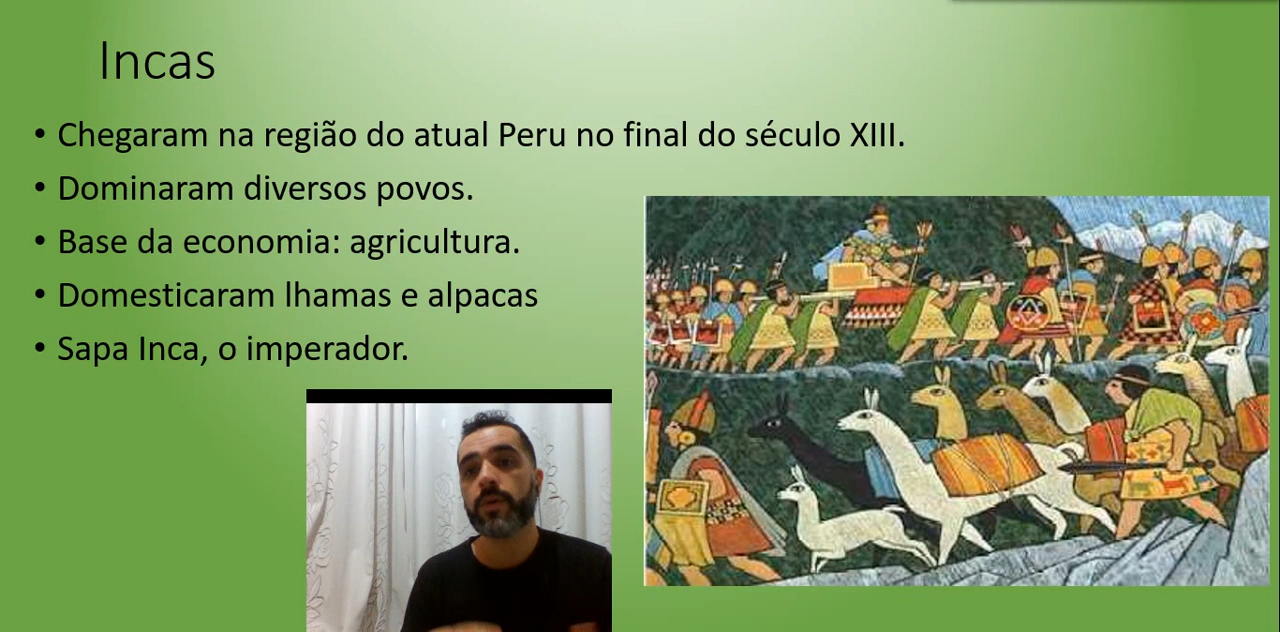 Incas
• Chegaram na região do atual Peru no final do século XIII.
• Dominaram diversos povos.
• Base da economia: agricultura.
• Domesticaram lhamas e alpacas
• Sapa Inca, o imperador.